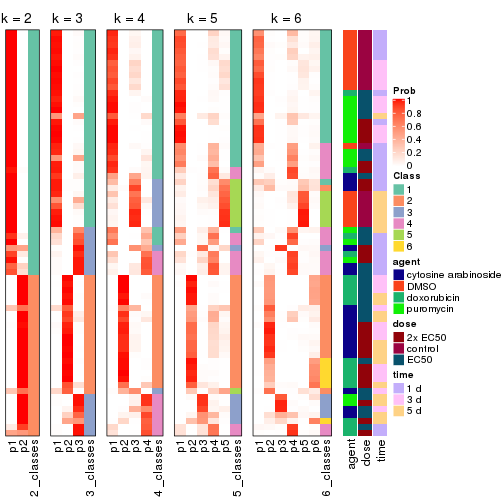 k = 2
k = 3
k = 4
k = 5
k = 6
Prob
1
0.8
0.6
0.4
0.2
0
Class
1
2
3
4
5
6
agent
cytosine arabinoside
DMSO
doxorubicin
puromycin
dose
2x EC50
control
EC50
time
1 d
3 d
5 d
p1
p2
2_classes
p1
p2
p3
3_classes
p1
p2
p3
p4
4_classes
p1
p2
p3
p4
p5
5_classes
p1
p2
p3
p4
p5
p6
6_classes
agent
dose
time